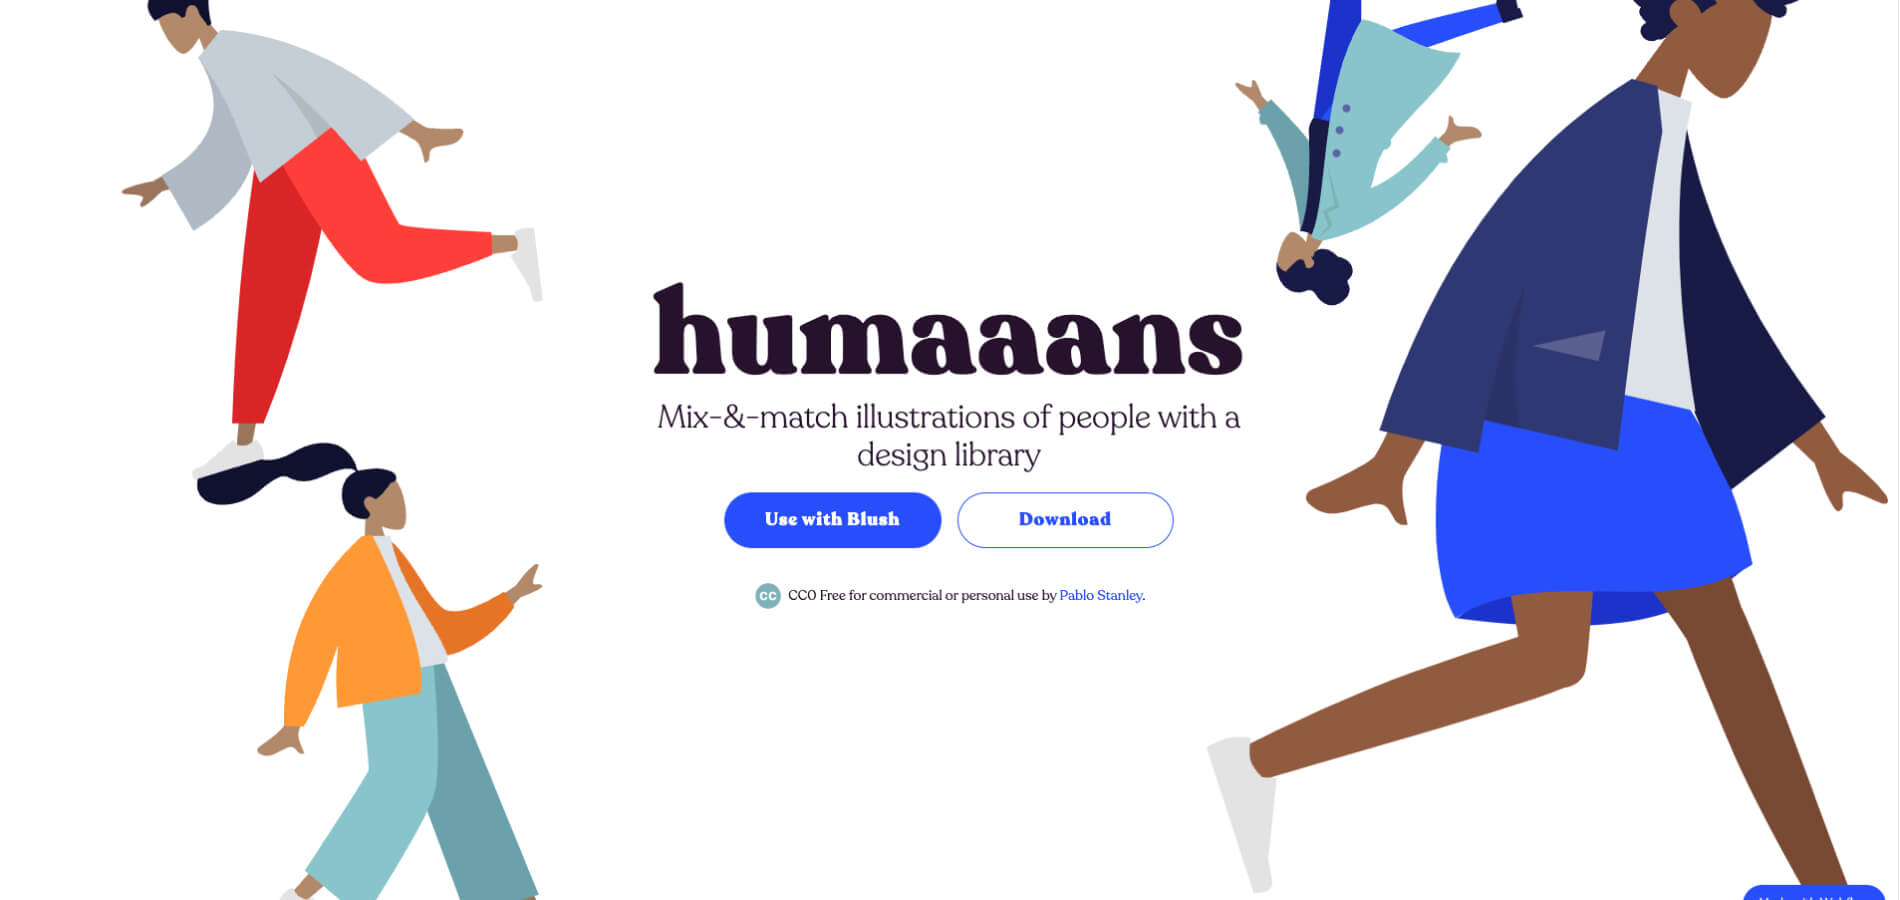 humaaans
Mix-&-match illustrations of people with a
design library
Use with Blush
Download
CC CC0 Free for commercial or personal use by Pablo Stanley.